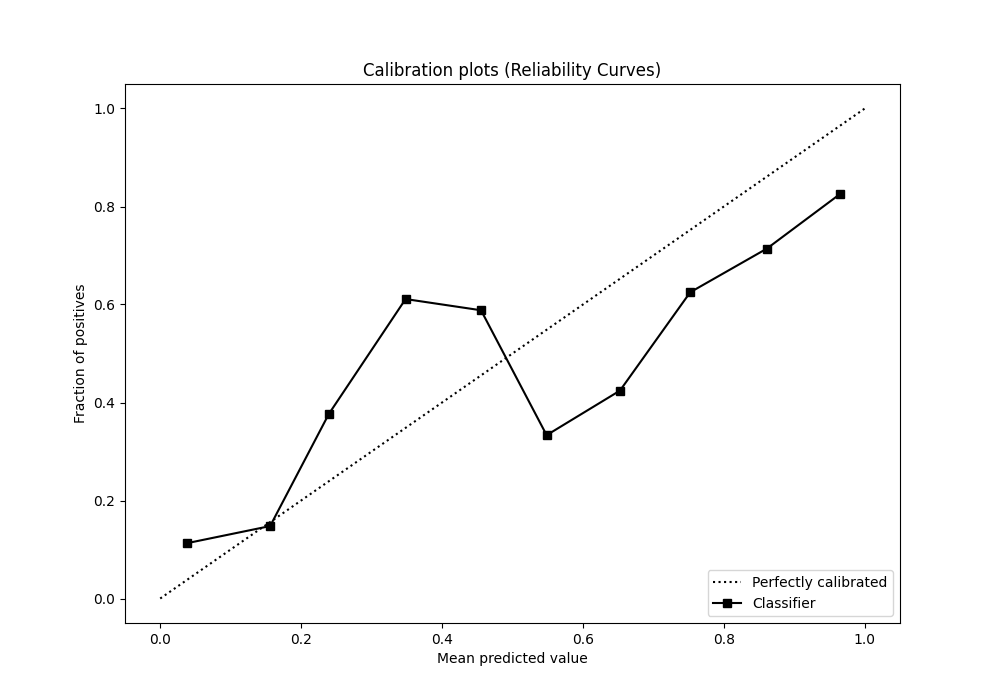 Calibration plots (Reliability Curves)
1.0
0.8
0.6
0.4
0.2
0.0
Fraction of positives
0.0 0.2 0.4 0.6 0.8 1.0
Mean predicted value
Perfectly calibrated
Classifier